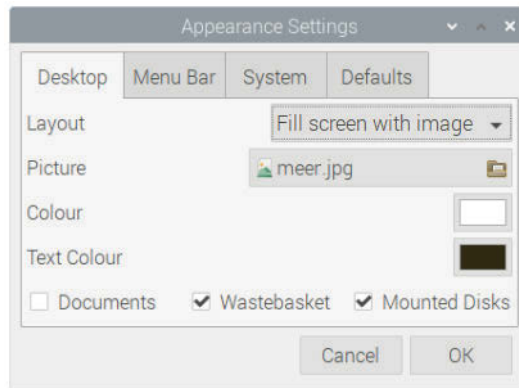 Appearance Settings
Desktop Menu Bar System Defaults
Layout Fill screen with image
Picture meer.jpg
Colour
Text Colour
Documents Wastebasket Mounted Disks
Cancel OK